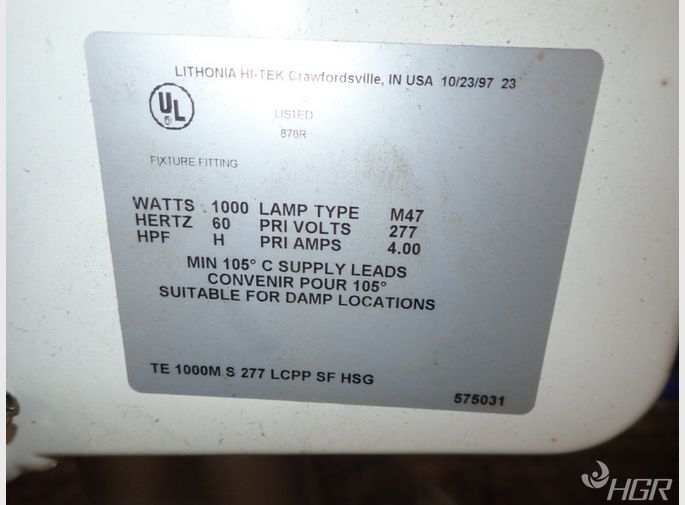 LITHONIA HI-TEK Crawfordsville, IN USA 10/23/97 23
UL
LISTED
878R
FIXTURE FITTING
WATTS 1000 LAMP TYPE M47
HERTZ 60 PRI VOLTS 277
HPF H PRI AMPS 4.00
MIN 105° C SUPPLY LEADS
CONVENIR POUR 105°
SUITABLE FOR DAMP LOCATIONS
TE 1000M S 277 LCPP SF HSG
575031
HGR